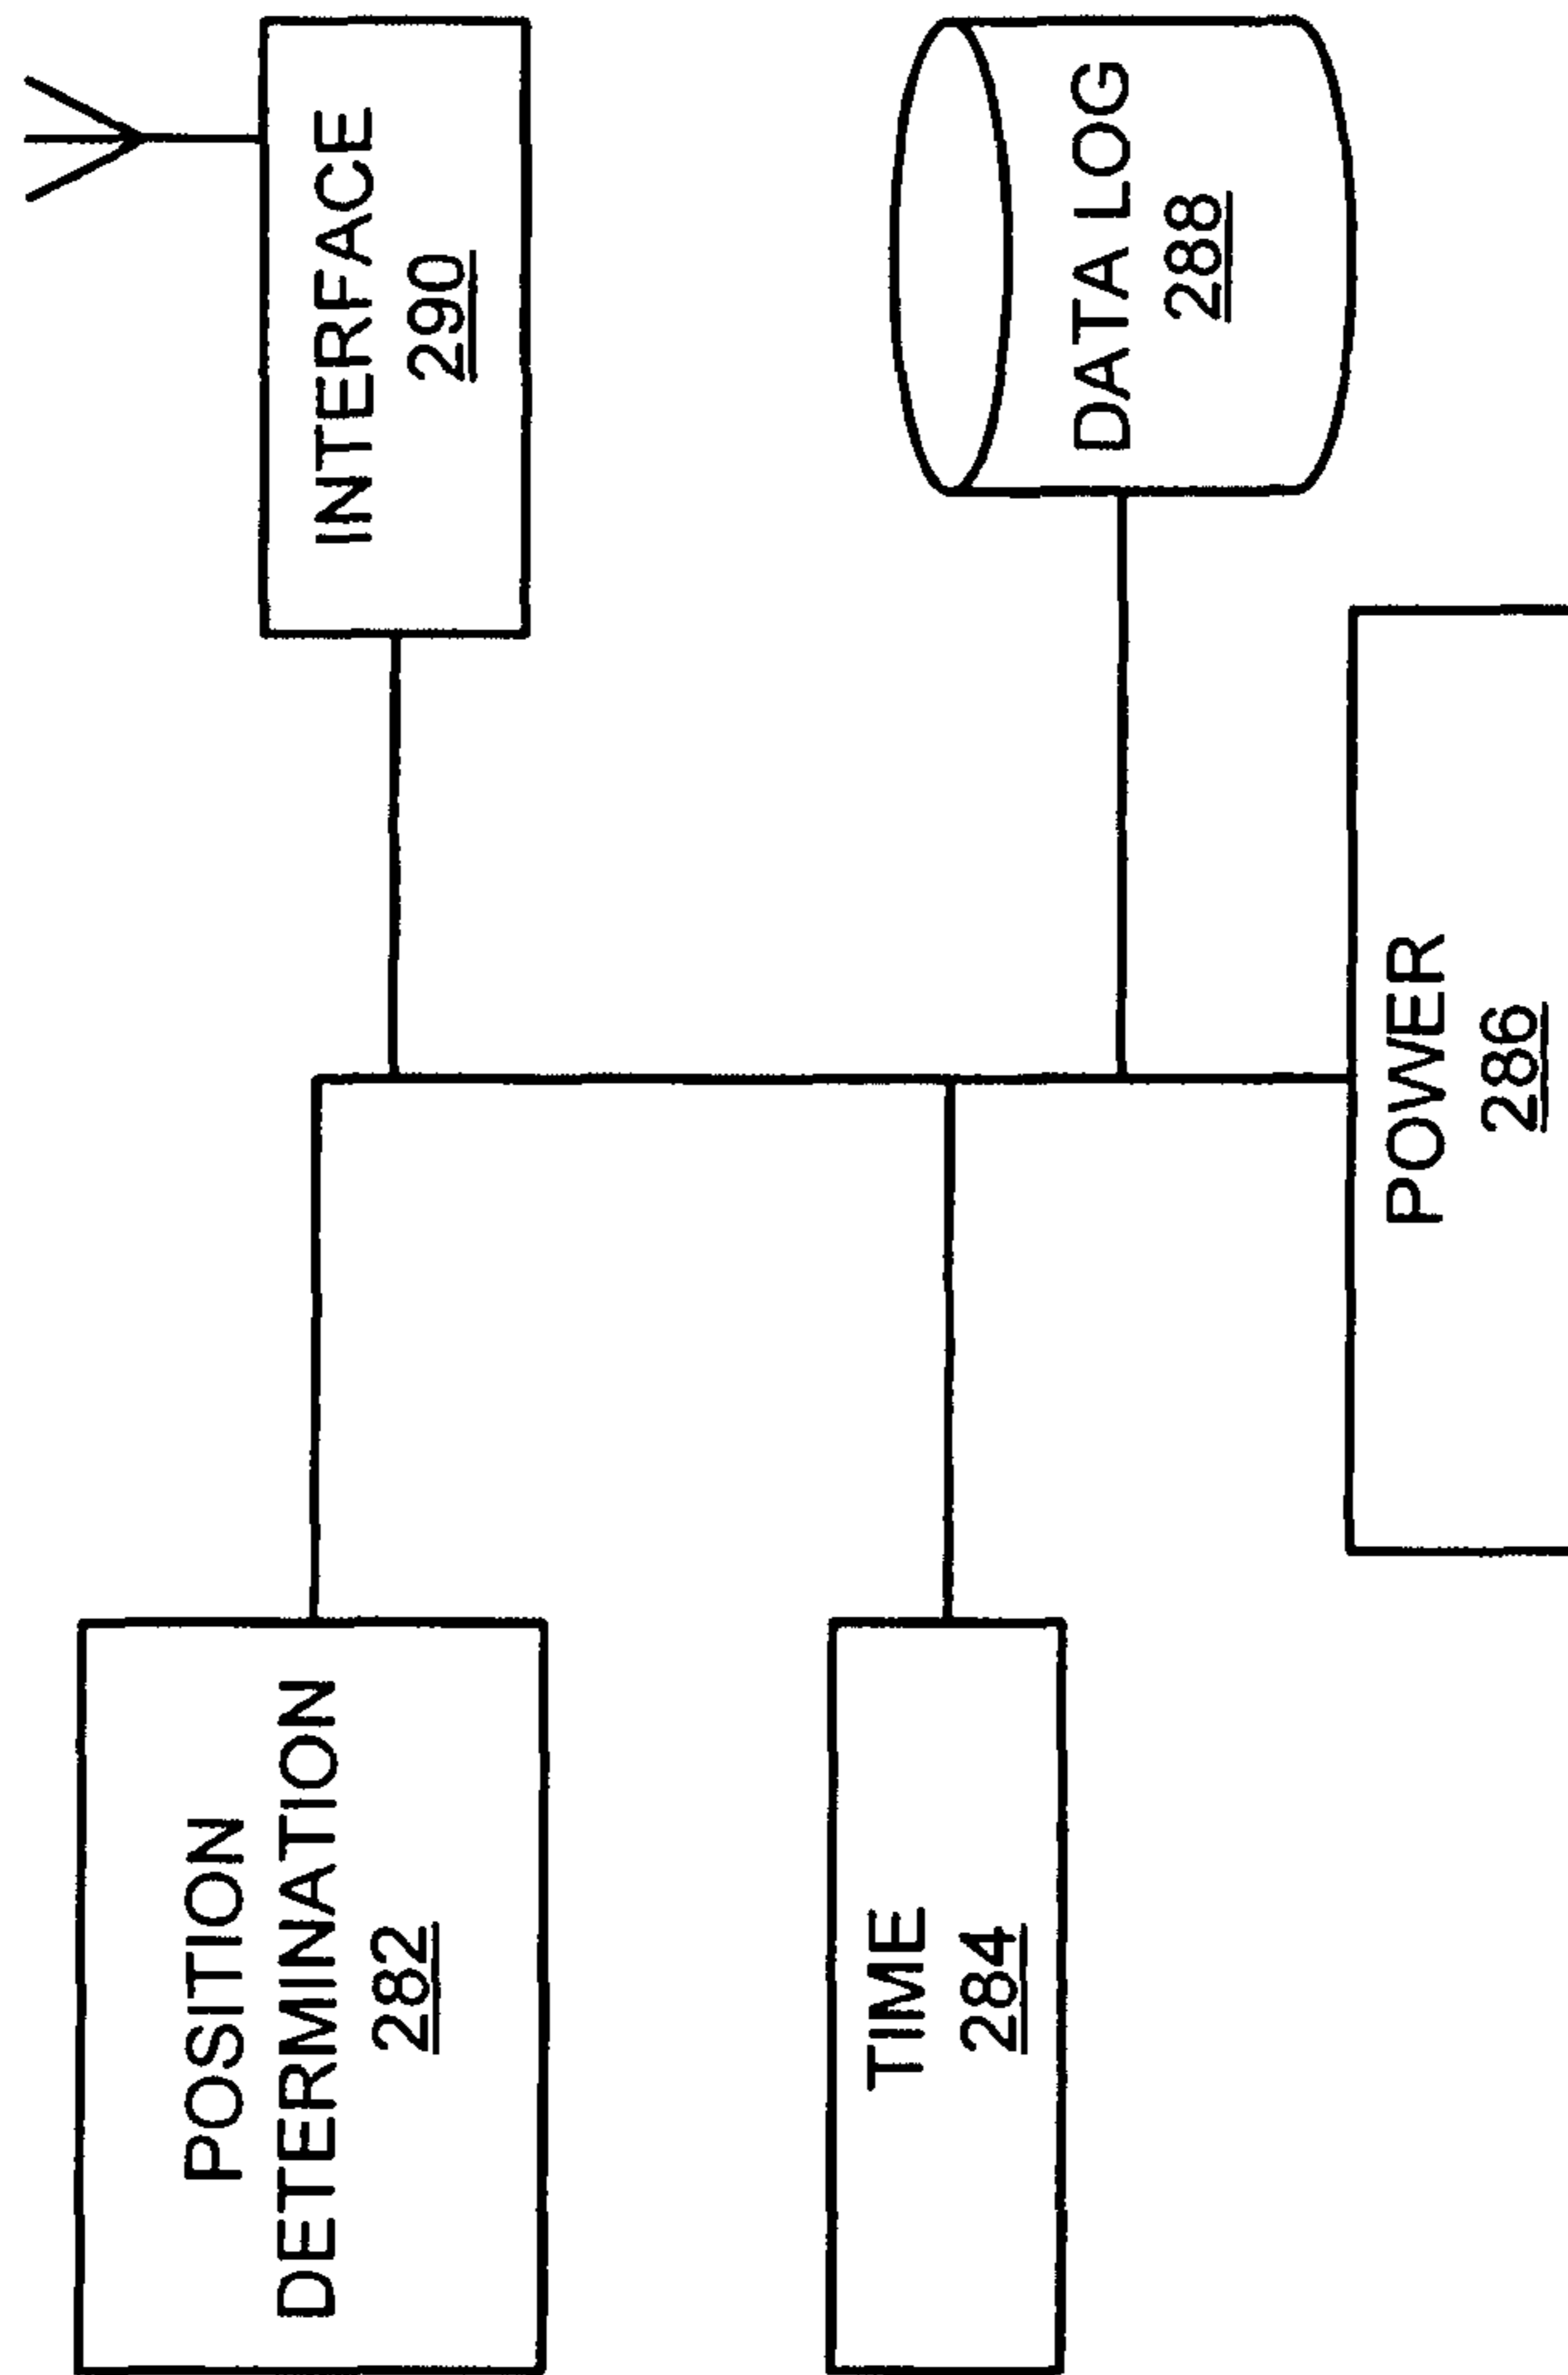 POSITION
DETERMINATION
282
INTERFACE
290
TIME
284
DATA LOG
288
POWER
286